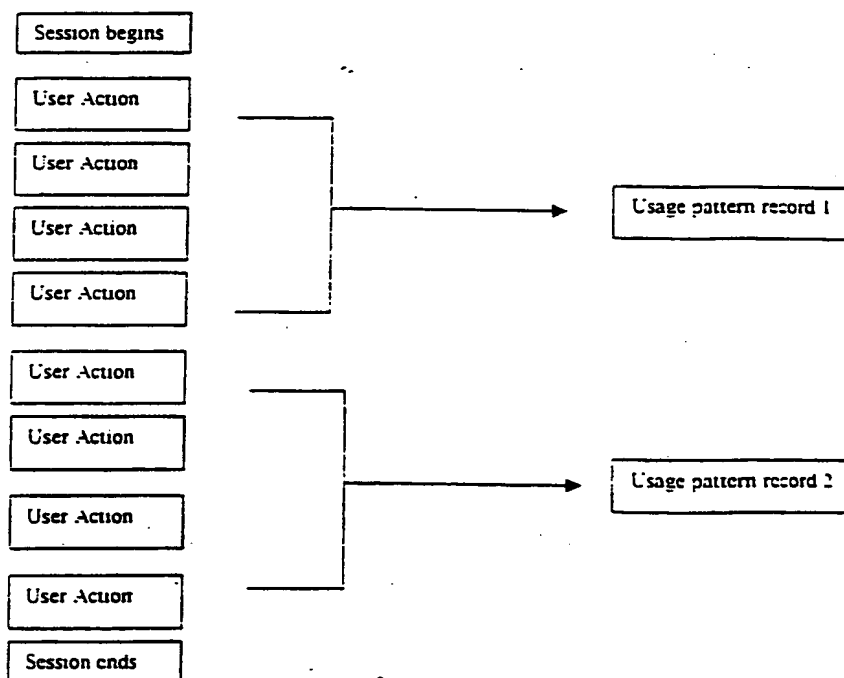 Session begins
User Action
User Action
User Action
User Action
Usage pattern record 1
User Action
User Action
User Action
User Action
Usage pattern record 2
Session ends